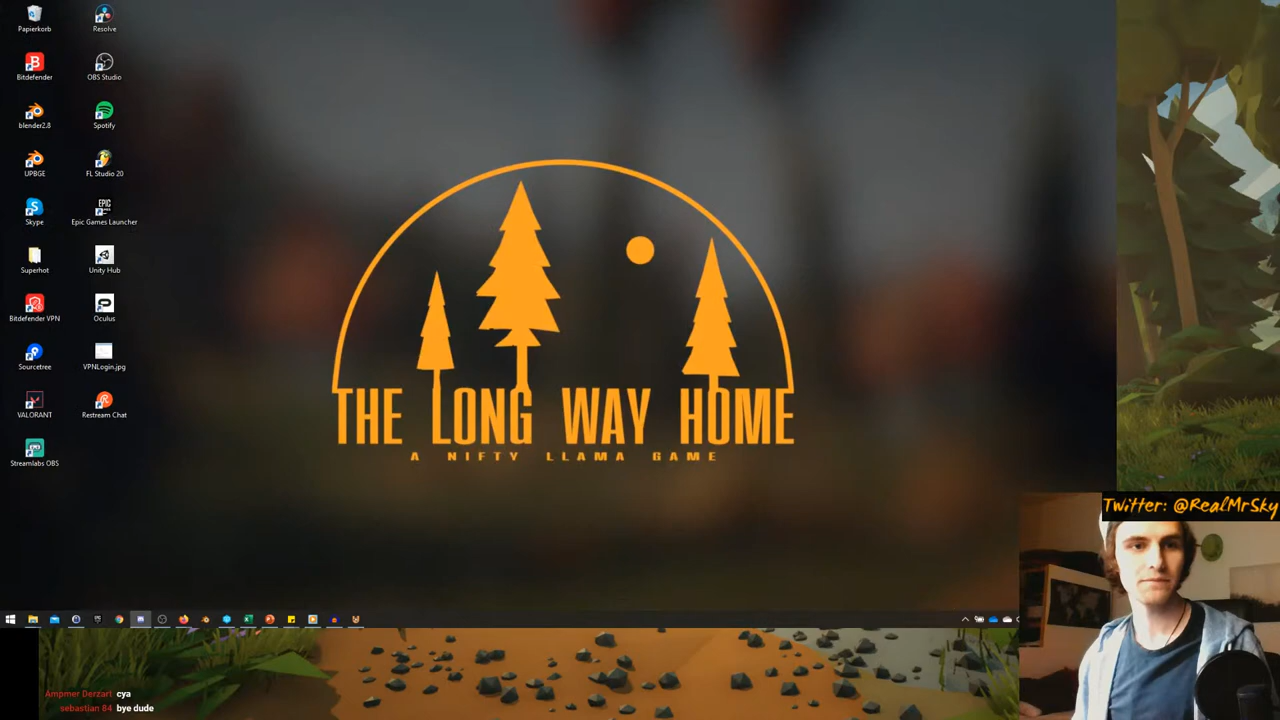 Papierkorb
Resolve
Bitdefender
OBS Studio
blender2.8
Spotify
UPBGE
FL Studio 20
Skype
Epic Games Launcher
Superhot
Unity Hub
Bitdefender VPN
Oculus
Sourcetree
VPNLogin.jpg
VALORANT
Restream Chat
Streamlabs OBS
THE LONG WAY HOME
A NIFTY LLAMA GAME
Twitter: @RealMrSky
Ampmer Derzart cya
sebastian 84 bye dude